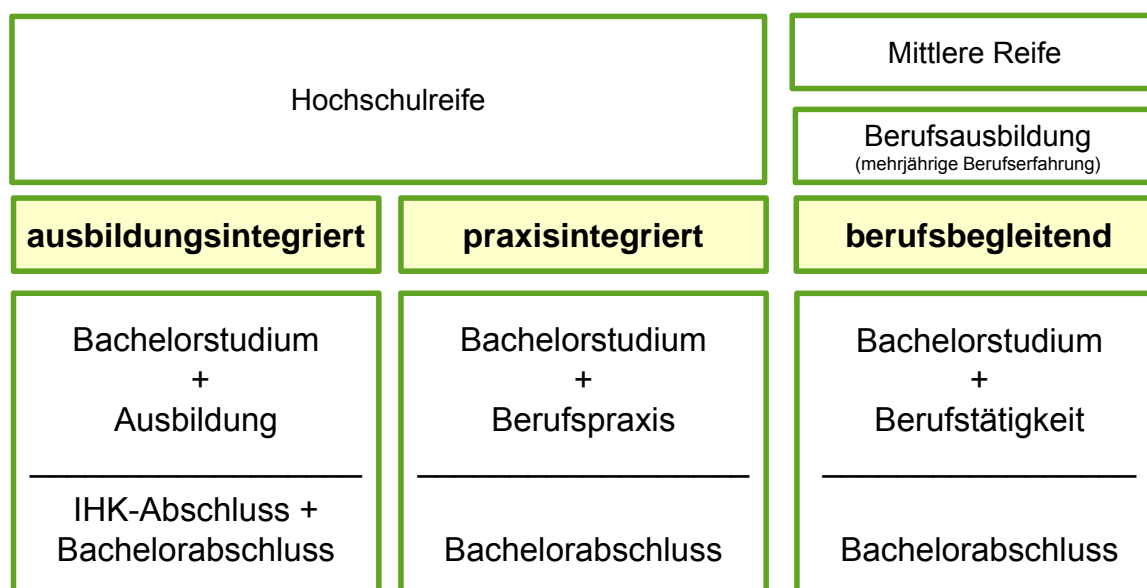 Hochschulreife
Mittlere Reife
Berufsausbildung
(mehrjährige Berufserfahrung)
ausbildungsintegriert
praxisintegriert
berufsbegleitend
Bachelorstudium
+
Ausbildung
IHK-Abschluss +
Bachelorabschluss
Bachelorstudium
+
Berufspraxis
Bachelorabschluss
Bachelorstudium
+
Berufstätigkeit
Bachelorabschluss